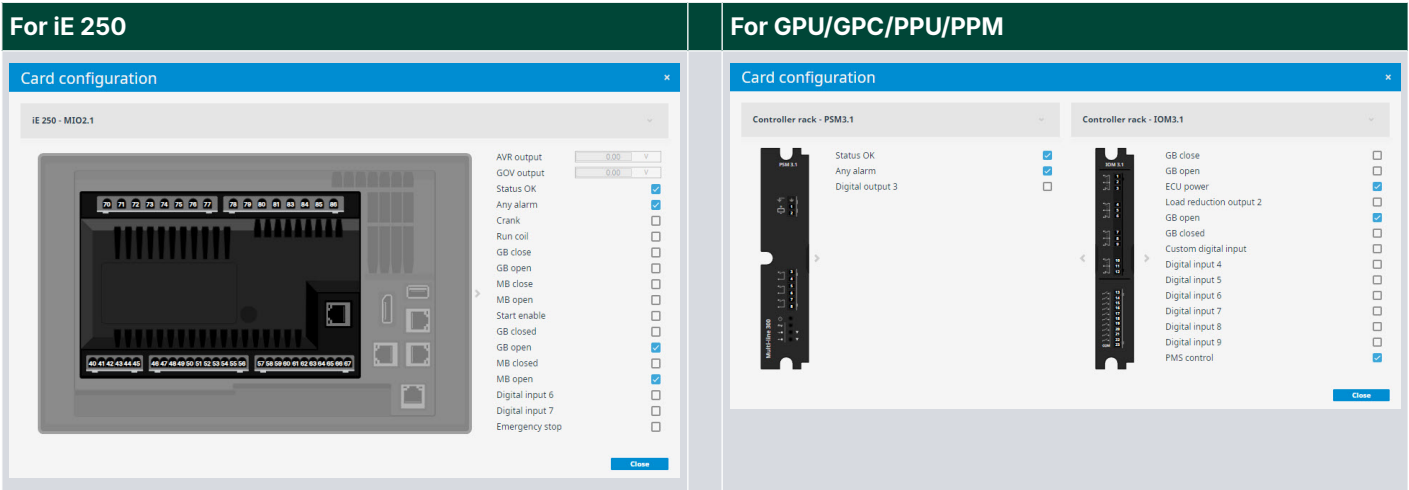 For iE 250
Card configuration
×
iE 250 - MIO2.1
70 71 72 73 74 75 76 77 78 79 80 81 83 84 85 86
40 41 42 43 44 45 46 47 48 49 50 51 52 53 54 55 56 57 58 59 60 61 62 63 64 65 66 67
AVR output 0.00 V
GOV output 0.00 V
Status OK
Any alarm
Crank
Run coil
GB close
GB open
MB close
MB open
Start enable
GB closed
GB open
MB closed
MB open
Digital input 6
Digital input 7
Emergency stop
Close
For GPU/GPC/PPU/PPM
Card configuration
×
Controller rack - PSM3.1
PSM 3.1
Multi-line 300
Status OK
Any alarm
Digital output 3
Controller rack - IOM3.1
IOM 3.1
GB close
GB open
ECU power
Load reduction output 2
GB open
GB closed
Custom digital input
Digital input 4
Digital input 5
Digital input 6
Digital input 7
Digital input 8
Digital input 9
PMS control
Close